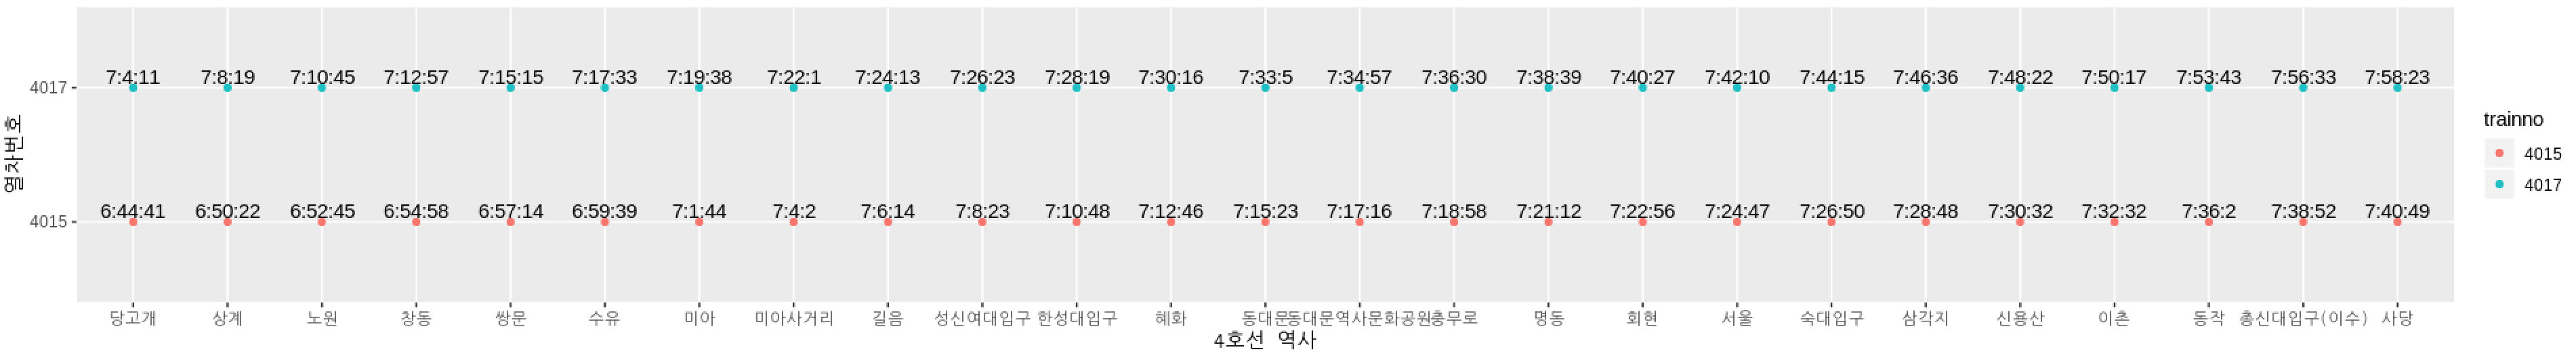 7:4:11 7:8:19 7:10:45 7:12:57 7:15:15 7:17:33 7:19:38 7:22:1 7:24:13 7:26:23 7:28:19 7:30:16 7:33:5 7:34:57 7:36:30 7:38:39 7:40:27 7:42:10 7:44:15 7:46:36 7:48:22 7:50:17 7:53:43 7:56:33 7:58:23
4017
열차번호
6:44:41 6:50:22 6:52:45 6:54:58 6:57:14 6:59:39 7:1:44 7:4:2 7:6:14 7:8:23 7:10:48 7:12:46 7:15:23 7:17:16 7:18:58 7:21:12 7:22:56 7:24:47 7:26:50 7:28:48 7:30:32 7:32:32 7:36:2 7:38:52 7:40:49
4015
당고개 상계 노원 창동 쌍문 수유 미아 미아사거리 길음 성신여대입구 한성대입구 혜화 동대문 동대문역사문화공원 충무로 명동 회현 서울 숙대입구 삼각지 신용산 이촌 동작 총신대입구(이수) 사당
4호선 역사
trainno
4015
4017